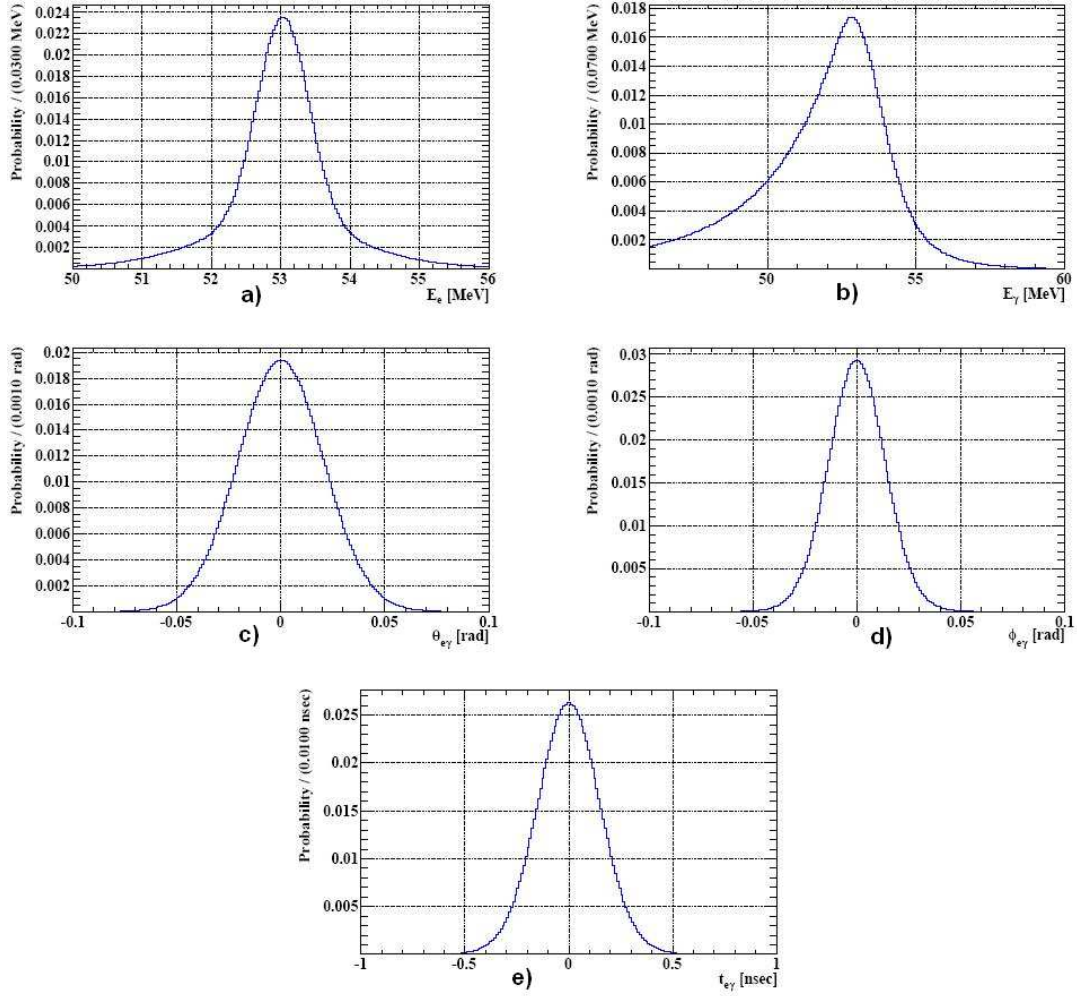 Probability / (0.0300 MeV)
0.024
0.022
0.02
0.018
0.016
0.014
0.012
0.01
0.008
0.006
0.004
0.002
50 51 52 53 54 55 56
a) E_e [MeV]
Probability / (0.0700 MeV)
0.018
0.016
0.014
0.012
0.01
0.008
0.006
0.004
0.002
50 55 60
b) E_γ [MeV]
Probability / (0.0010 rad)
0.02
0.018
0.016
0.014
0.012
0.01
0.008
0.006
0.004
0.002
-0.1 -0.05 0 0.05 0.1
c) θ_eγ [rad]
Probability / (0.0010 rad)
0.03
0.025
0.02
0.015
0.01
0.005
-0.1 -0.05 0 0.05 0.1
d) ϕ_eγ [rad]
Probability / (0.0100 nsec)
0.025
0.02
0.015
0.01
0.005
-1 -0.5 0 0.5 1
e) t_eγ [nsec]